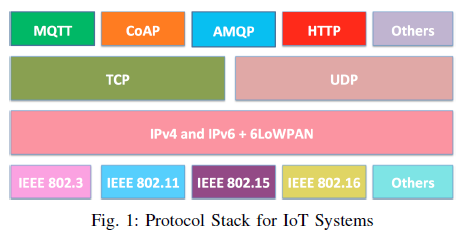 MQTT CoAP AMQP HTTP Others
TCP UDP
IPv4 and IPv6 + 6LoWPAN
IEEE 802.3 IEEE 802.11 IEEE 802.15 IEEE 802.16 Others
Fig. 1: Protocol Stack for IoT Systems